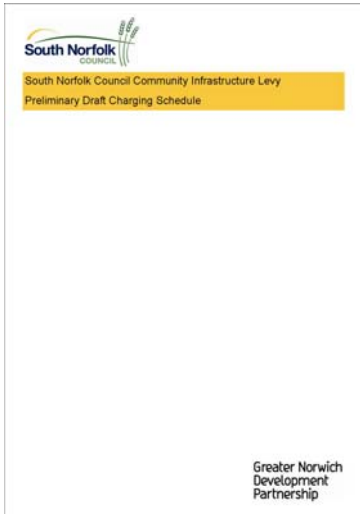 South Norfolk
COUNCIL
South Norfolk Council Community Infrastructure Levy
Preliminary Draft Charging Schedule
Greater Norwich
Development
Partnership